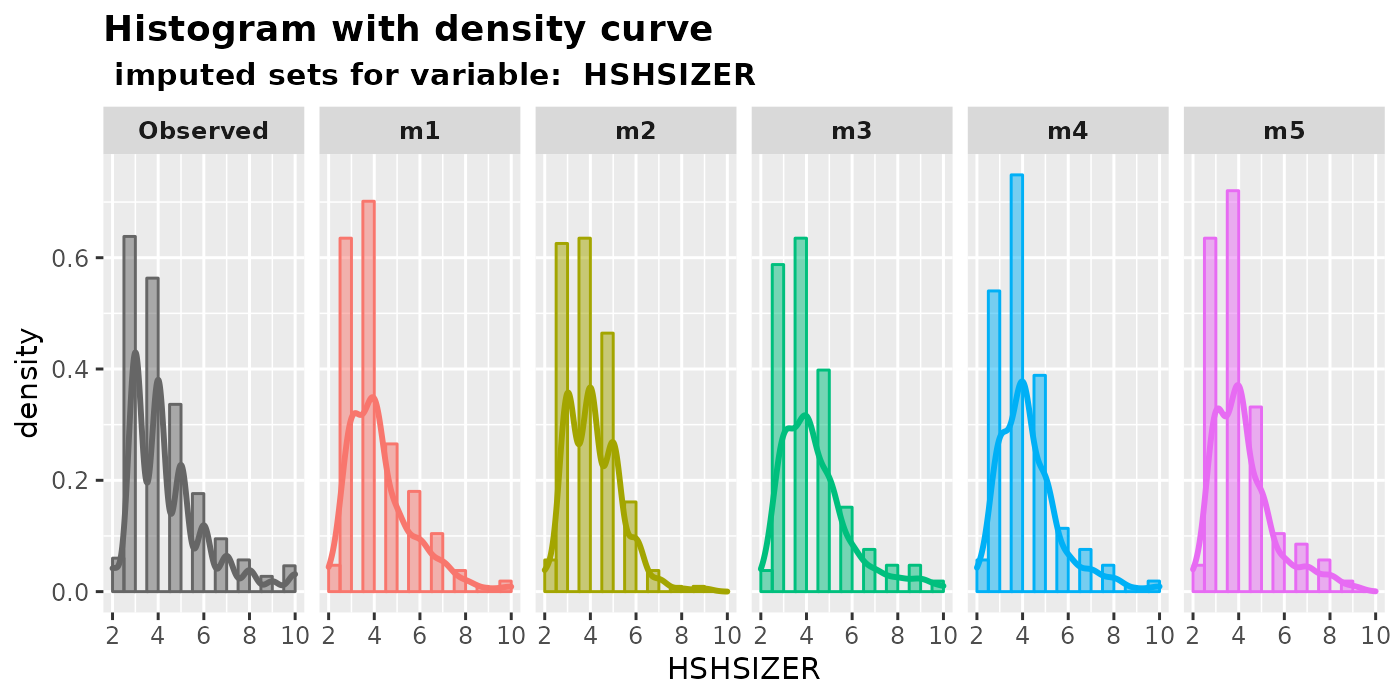 Histogram with density curve
imputed sets for variable:  HSHSIZER
Observed m1 m2 m3 m4 m5
density
0.6
0.4
0.2
0.0
2 4 6 8 10 2 4 6 8 10 2 4 6 8 10 2 4 6 8 10 2 4 6 8 10 2 4 6 8 10
HSHSIZER